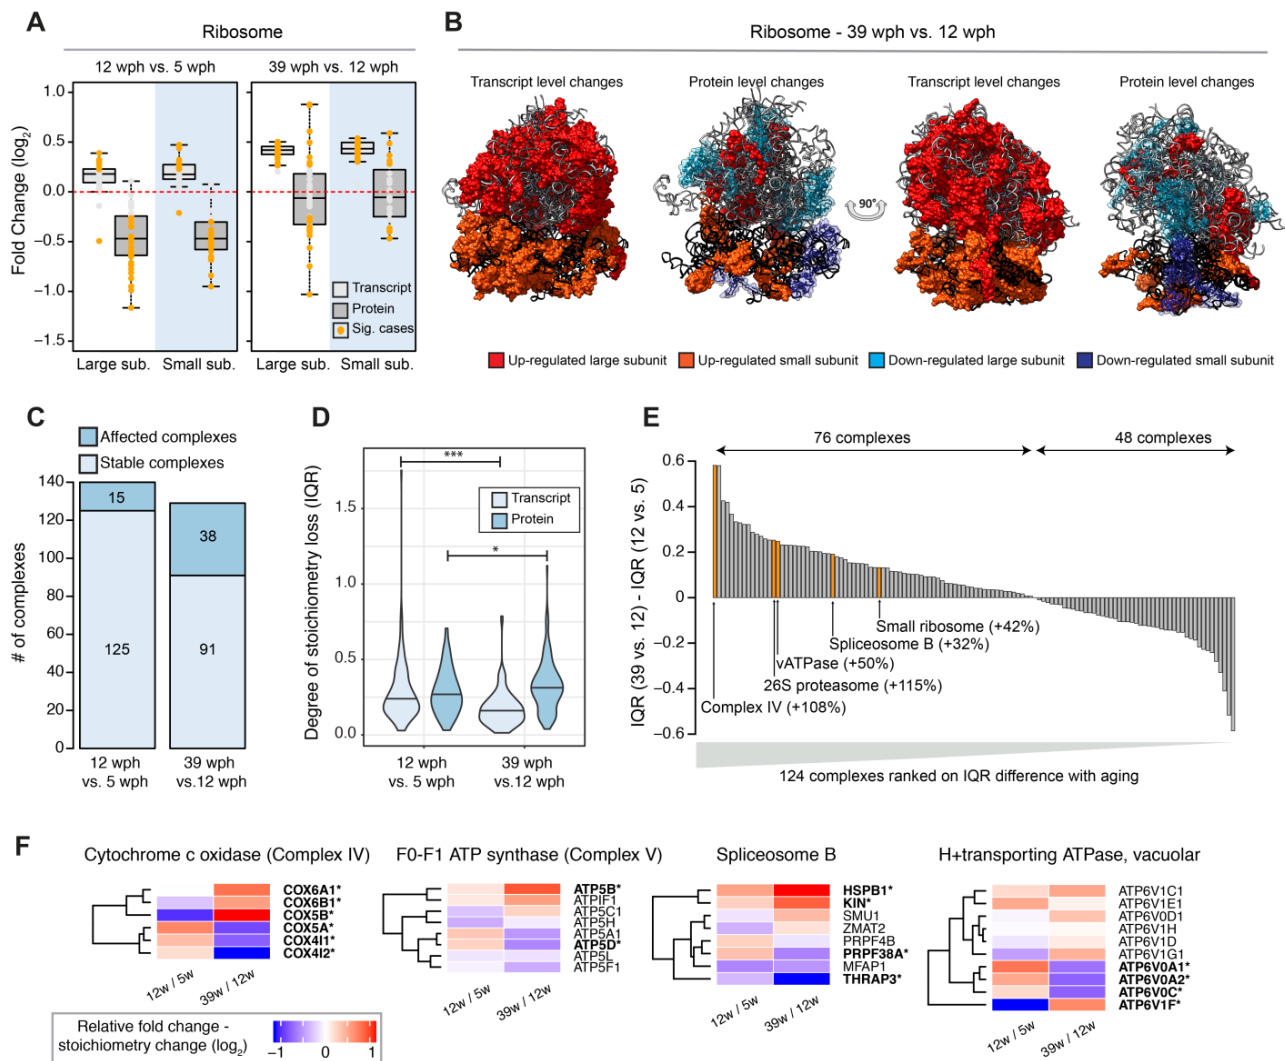 A
Ribosome
12 wph vs. 5 wph
39 wph vs. 12 wph
Fold Change (log2)
1.0
0.5
0.0
−0.5
−1.0
−1.5
Transcript
Protein
Sig. cases
Large sub.
Small sub.
Large sub.
Small sub.
B
Ribosome - 39 wph vs. 12 wph
Transcript level changes
Protein level changes
Transcript level changes
Protein level changes
90°
Up-regulated large subunit
Up-regulated small subunit
Down-regulated large subunit
Down-regulated small subunit
C
Affected complexes
Stable complexes
# of complexes
140
120
100
80
60
40
20
0
15
125
38
91
12 wph
vs. 5 wph
39 wph
vs.12 wph
D
Degree of stoichiometry loss (IQR)
1.5
1.0
0.5
0.0
***
*
Transcript
Protein
12 wph
vs. 5 wph
39 wph
vs.12 wph
E
76 complexes
48 complexes
IQR (39 vs. 12) - IQR (12 vs. 5)
0.6
0.4
0.2
0
−0.2
−0.4
−0.6
Small ribosome (+42%)
Spliceosome B (+32%)
vATPase (+50%)
26S proteasome (+115%)
Complex IV (+108%)
124 complexes ranked on IQR difference with aging
F
Cytochrome c oxidase (Complex IV)
COX6A1*
COX6B1*
COX5B*
COX5A*
COX4I1*
COX4I2*
12w / 5w
39w / 12w
F0-F1 ATP synthase (Complex V)
ATP5B*
ATPIF1
ATP5C1
ATP5H
ATP5A1
ATP5D*
ATP5L
ATP5F1
12w / 5w
39w / 12w
Spliceosome B
HSPB1*
KIN*
SMU1
ZMAT2
PRPF4B
PRPF38A*
MFAP1
THRAP3*
12w / 5w
39w / 12w
H+transporting ATPase, vacuolar
ATP6V1C1
ATP6V1E1
ATP6V0D1
ATP6V1H
ATP6V1D
ATP6V1G1
ATP6V0A1*
ATP6V0A2*
ATP6V0C*
ATP6V1F*
12w / 5w
39w / 12w
Relative fold change -
stoichiometry change (log2)
−1
0
1